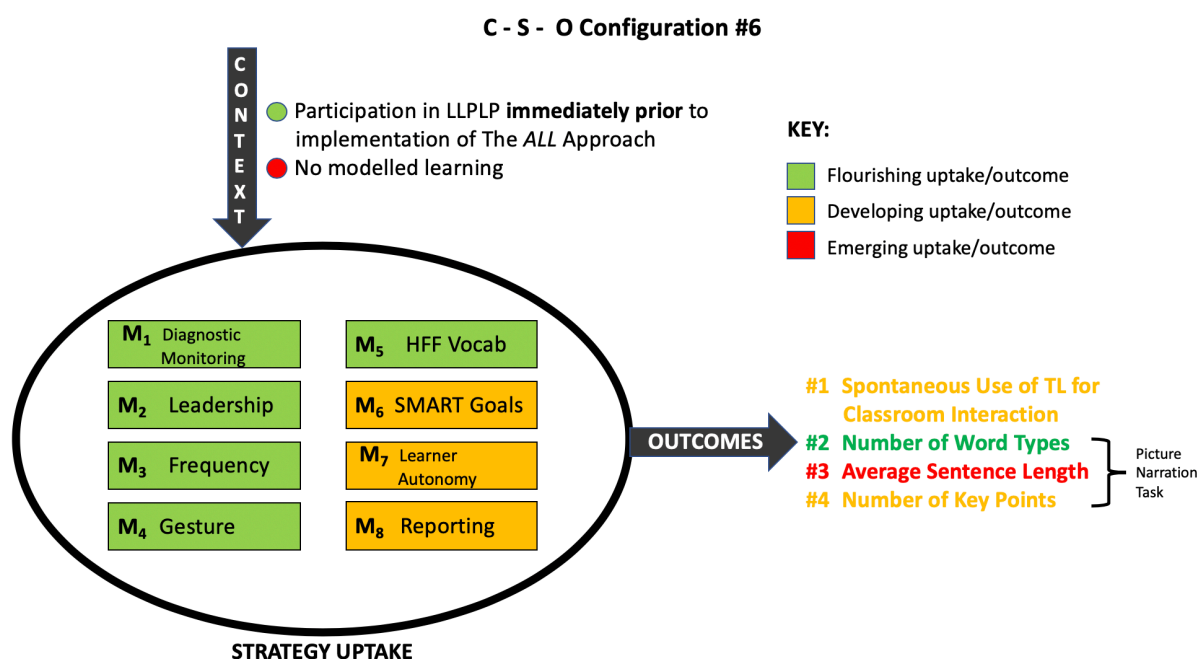 C - S - O Configuration #6
CONTEXT
Participation in LLPLP immediately prior to
implementation of The ALL Approach
No modelled learning
KEY:
Flourishing uptake/outcome
Developing uptake/outcome
Emerging uptake/outcome
M1 Diagnostic
Monitoring
M2 Leadership
M3 Frequency
M4 Gesture
M5 HFF Vocab
M6 SMART Goals
M7 Learner
Autonomy
M8 Reporting
STRATEGY UPTAKE
OUTCOMES
#1 Spontaneous Use of TL for
Classroom Interaction
#2 Number of Word Types
#3 Average Sentence Length
#4 Number of Key Points
Picture
Narration
Task